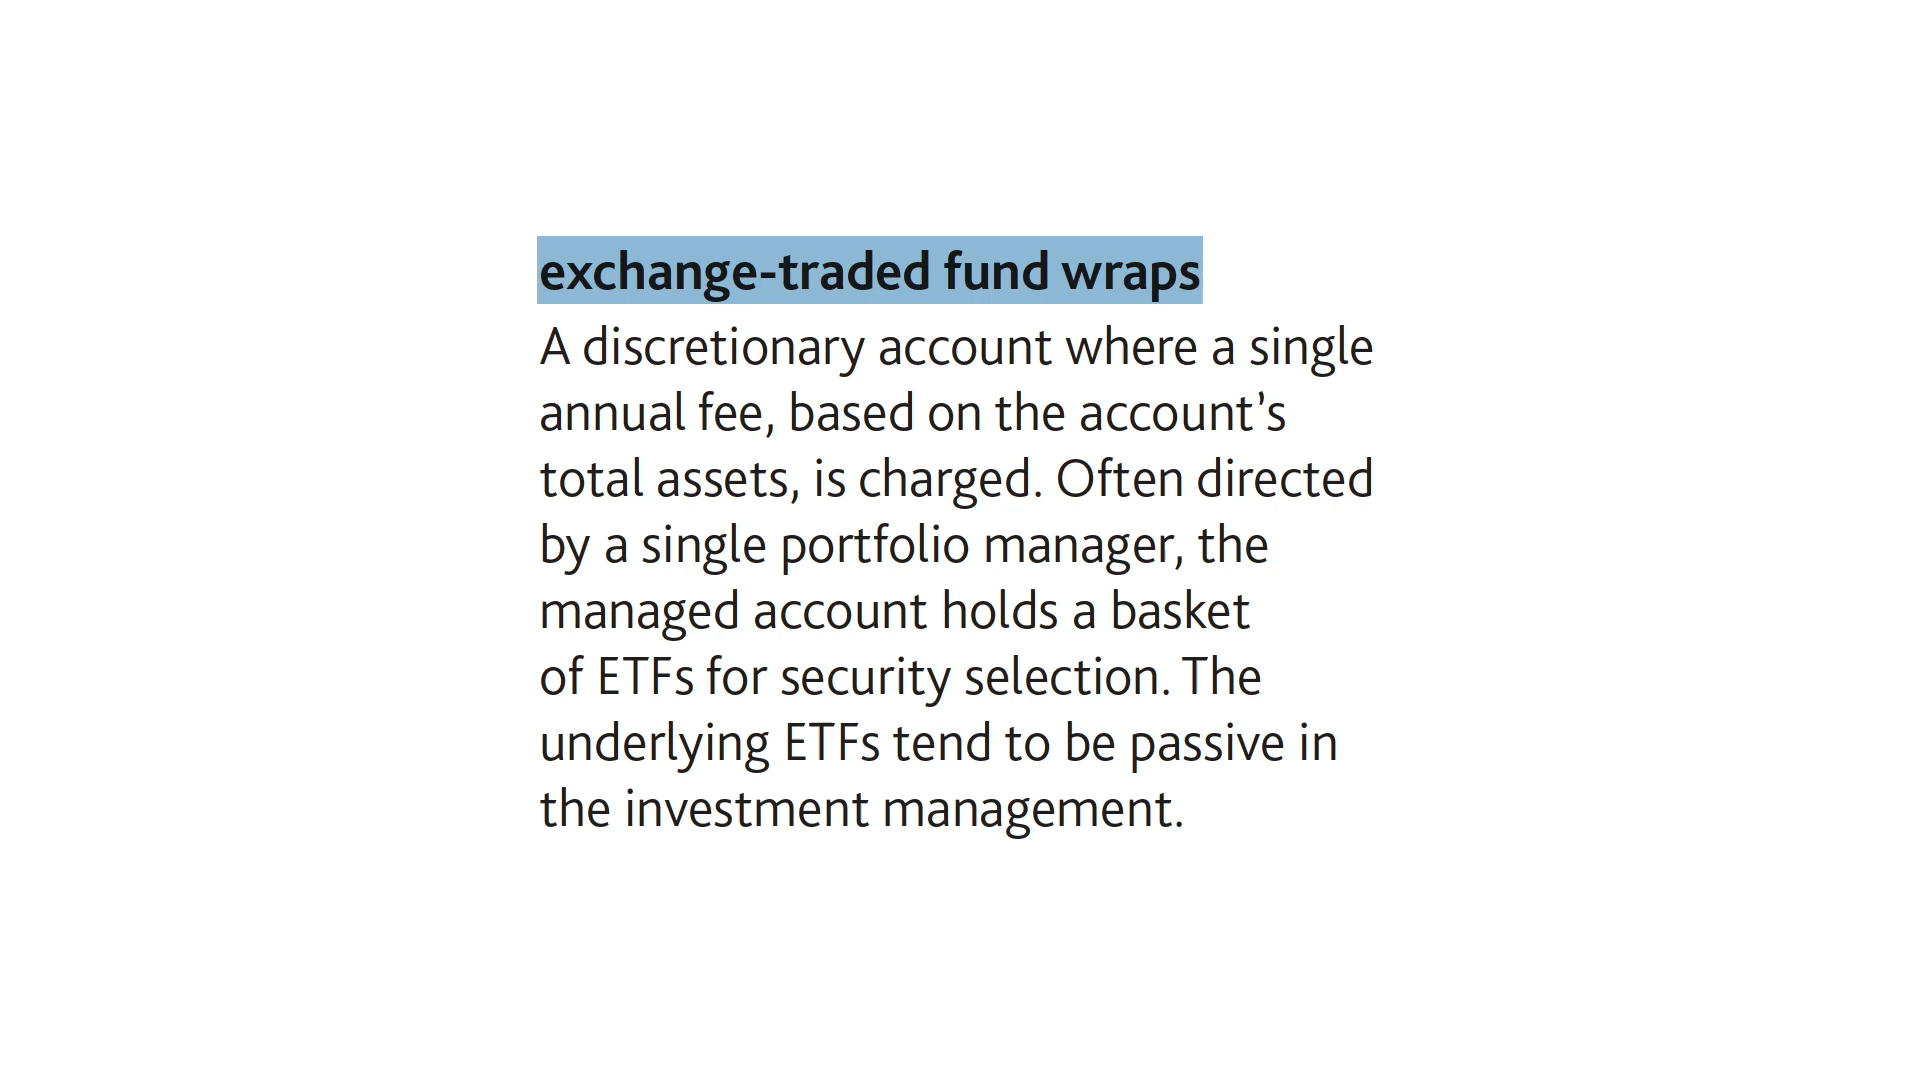 exchange-traded fund wraps
A discretionary account where a single
annual fee, based on the account’s
total assets, is charged. Often directed
by a single portfolio manager, the
managed account holds a basket
of ETFs for security selection. The
underlying ETFs tend to be passive in
the investment management.